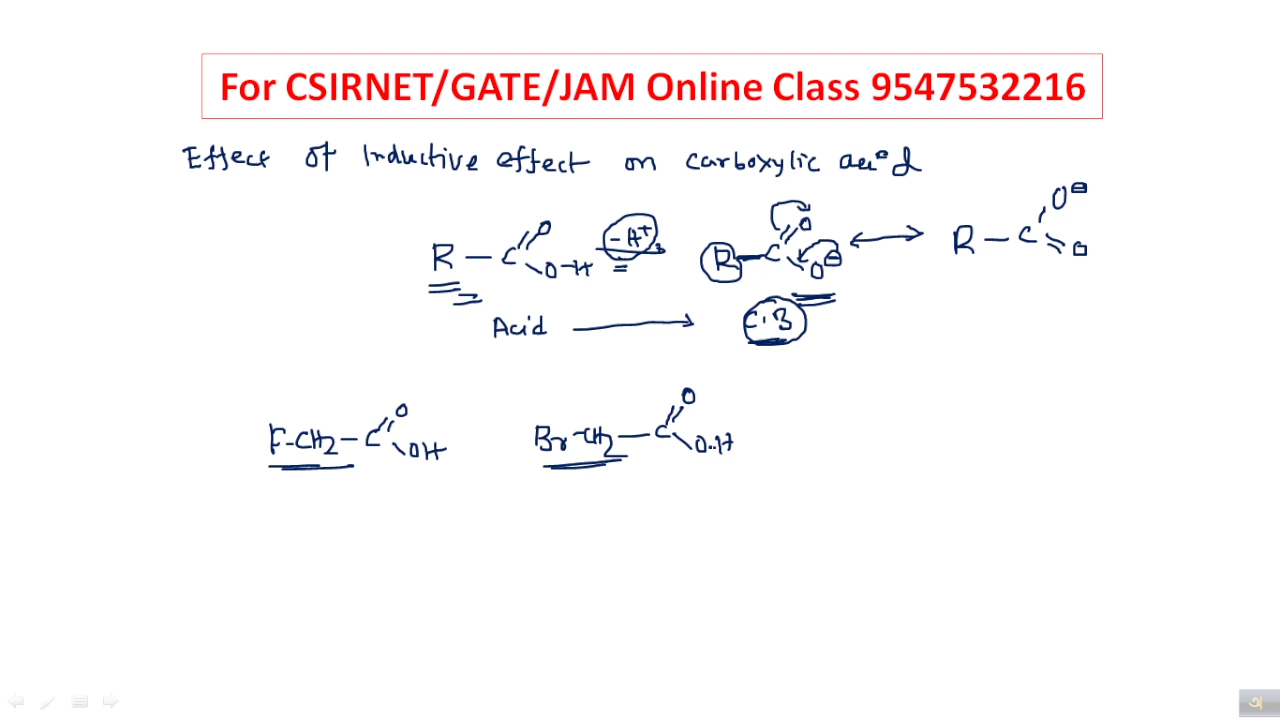 For CSIRNET/GATE/JAM Online Class 9547532216
Effect of Inductive effect on carboxylic acid
R - C O O-H -H+ R - C O O⊖ ↔ R - C O⊖ O
Acid → C.B
F-CH2 - C O OH Br-CH2 - C O O-H
অ